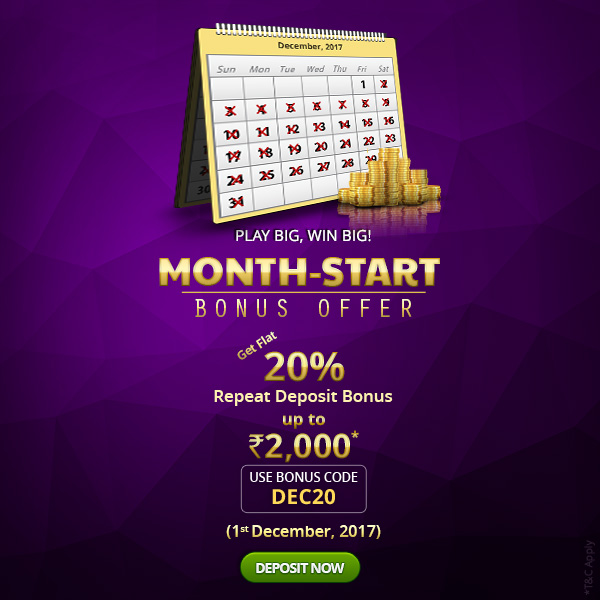 December, 2017
Sun Mon Tue Wed Thu Fri Sat
1 2
3 4 5 6 7 8 9
10 11 12 13 14 15 16
17 18 19 20 21 22 23
24 25 26 27 28 29
31
30
PLAY BIG, WIN BIG!
MONTH-START
BONUS OFFER
Get Flat
20%
Repeat Deposit Bonus
up to
₹2,000*
USE BONUS CODE
DEC20
(1st December, 2017)
DEPOSIT NOW
*T&C Apply